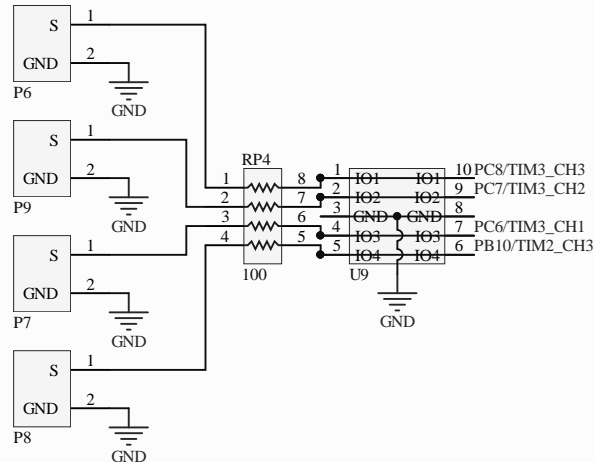 S 1
GND 2
P6
GND
S 1
GND 2
P9
GND
S 1
GND 2
P7
GND
S 1
GND 2
P8
GND
RP4
1 8
2 7
3 6
4 5
100
1 IO1 IO1 10 PC8/TIM3_CH3
2 IO2 IO2 9 PC7/TIM3_CH2
3 GND GND 8
4 IO3 IO3 7 PC6/TIM3_CH1
5 IO4 IO4 6 PB10/TIM2_CH3
U9
GND